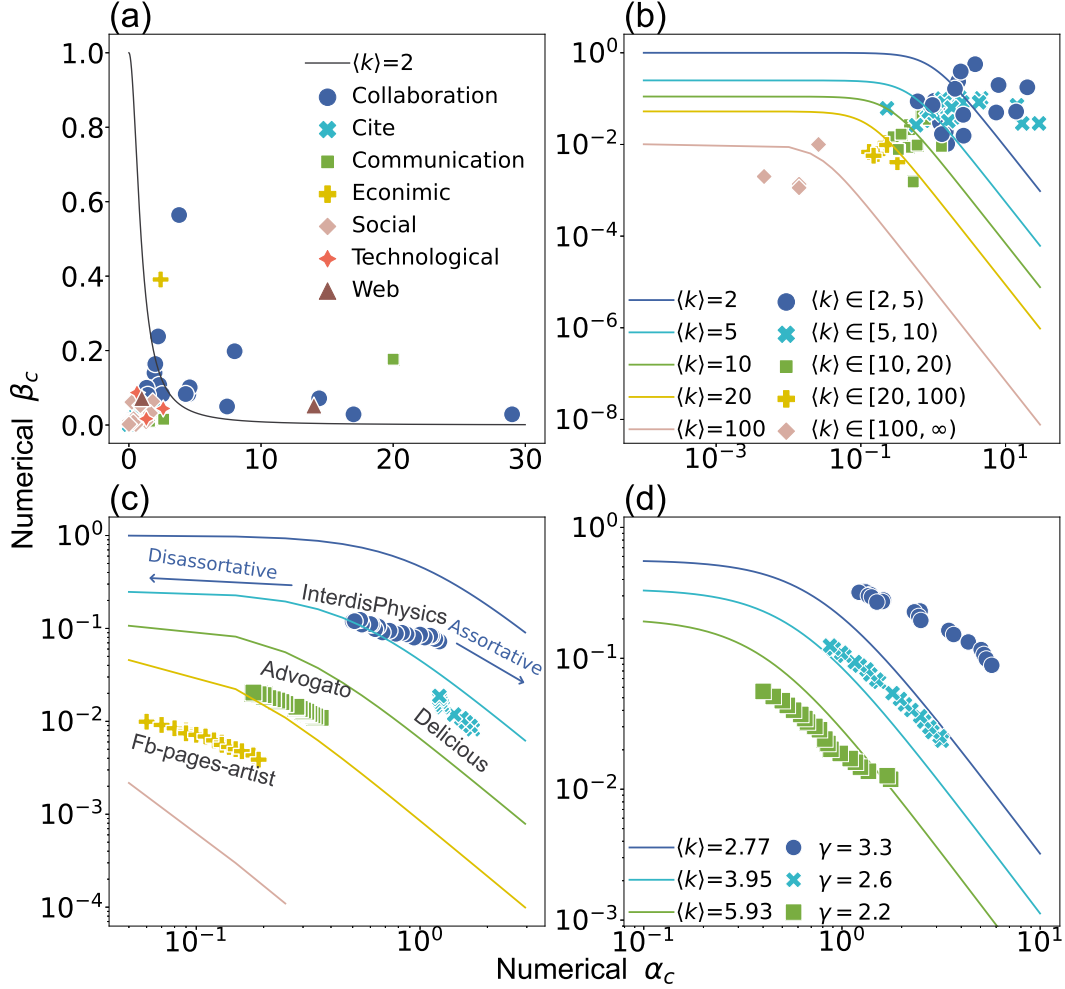 (a)
1.0
0.8
0.6
0.4
0.2
0.0
0
10
20
30
⟨k⟩=2
Collaboration
Cite
Communication
Econimic
Social
Technological
Web
(b)
10⁰
10⁻²
10⁻⁴
10⁻⁶
10⁻⁸
10⁻³
10⁻¹
10¹
⟨k⟩=2
⟨k⟩=5
⟨k⟩=10
⟨k⟩=20
⟨k⟩=100
⟨k⟩ ∈ [2, 5)
⟨k⟩ ∈ [5, 10)
⟨k⟩ ∈ [10, 20)
⟨k⟩ ∈ [20, 100)
⟨k⟩ ∈ [100, ∞)
Numerical β_c
(c)
10⁰
10⁻¹
10⁻²
10⁻³
10⁻⁴
10⁻¹
10⁰
Disassortative
InterdisPhysics
Assortative
Advogato
Delicious
Fb-pages-artist
(d)
10⁰
10⁻¹
10⁻²
10⁻³
10⁻¹
10⁰
10¹
⟨k⟩=2.77
⟨k⟩=3.95
⟨k⟩=5.93
γ = 3.3
γ = 2.6
γ = 2.2
Numerical α_c